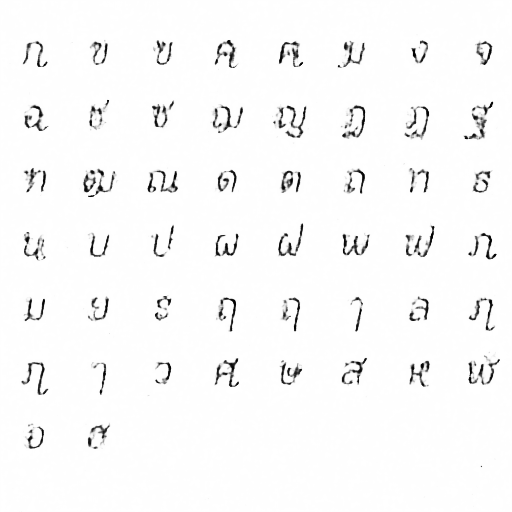 ก ข ฃ ค ฅ ฆ ง จ
ฉ ช ซ ฌ ญ ฎ ฏ ฐ
ฑ ฒ ณ ด ต ถ ท ธ
น บ ป ผ ฝ พ ฟ ภ
ม ย ร ฤ ฤ ๅ ล ฦ
ฦ ๅ ว ศ ษ ส ห ฬ
อ ฮ